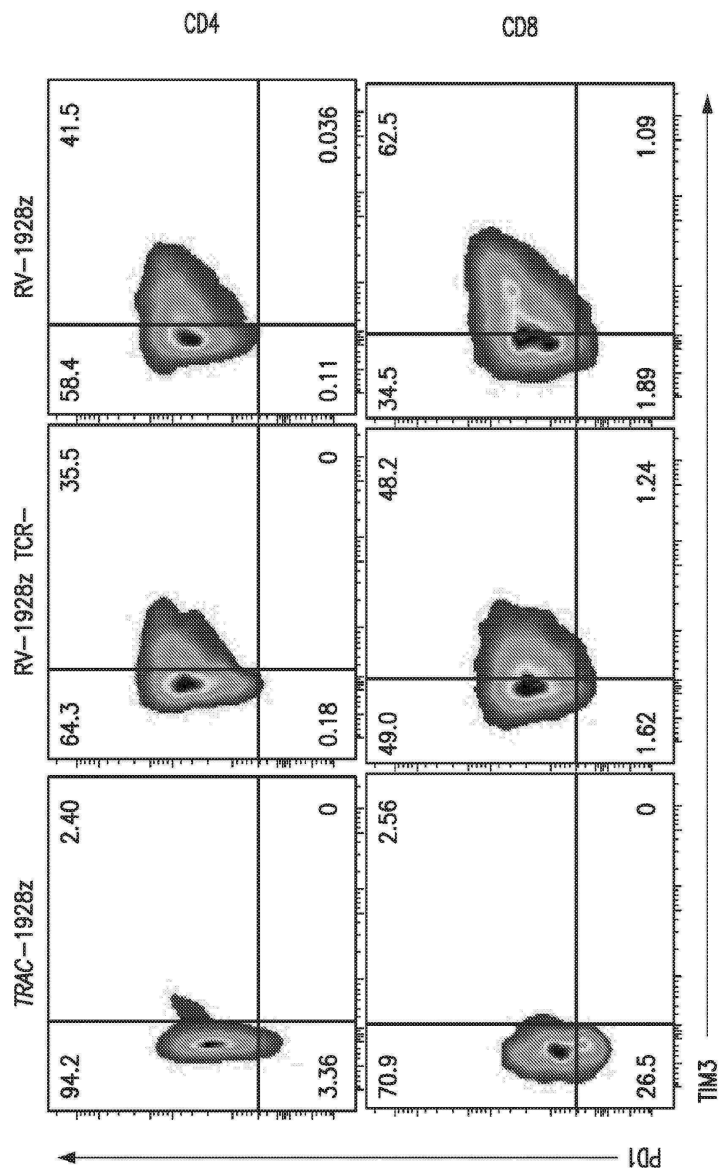 TRAC-1928z
RV-1928z TCR-
RV-1928z
94.2 2.40
3.36 0
64.3 35.5
0.18 0
58.4 41.5
0.11 0.036
CD4
70.9 2.56
26.5 0
49.0 48.2
1.62 1.24
34.5 62.5
1.89 1.09
CD8
PD1
TIM3